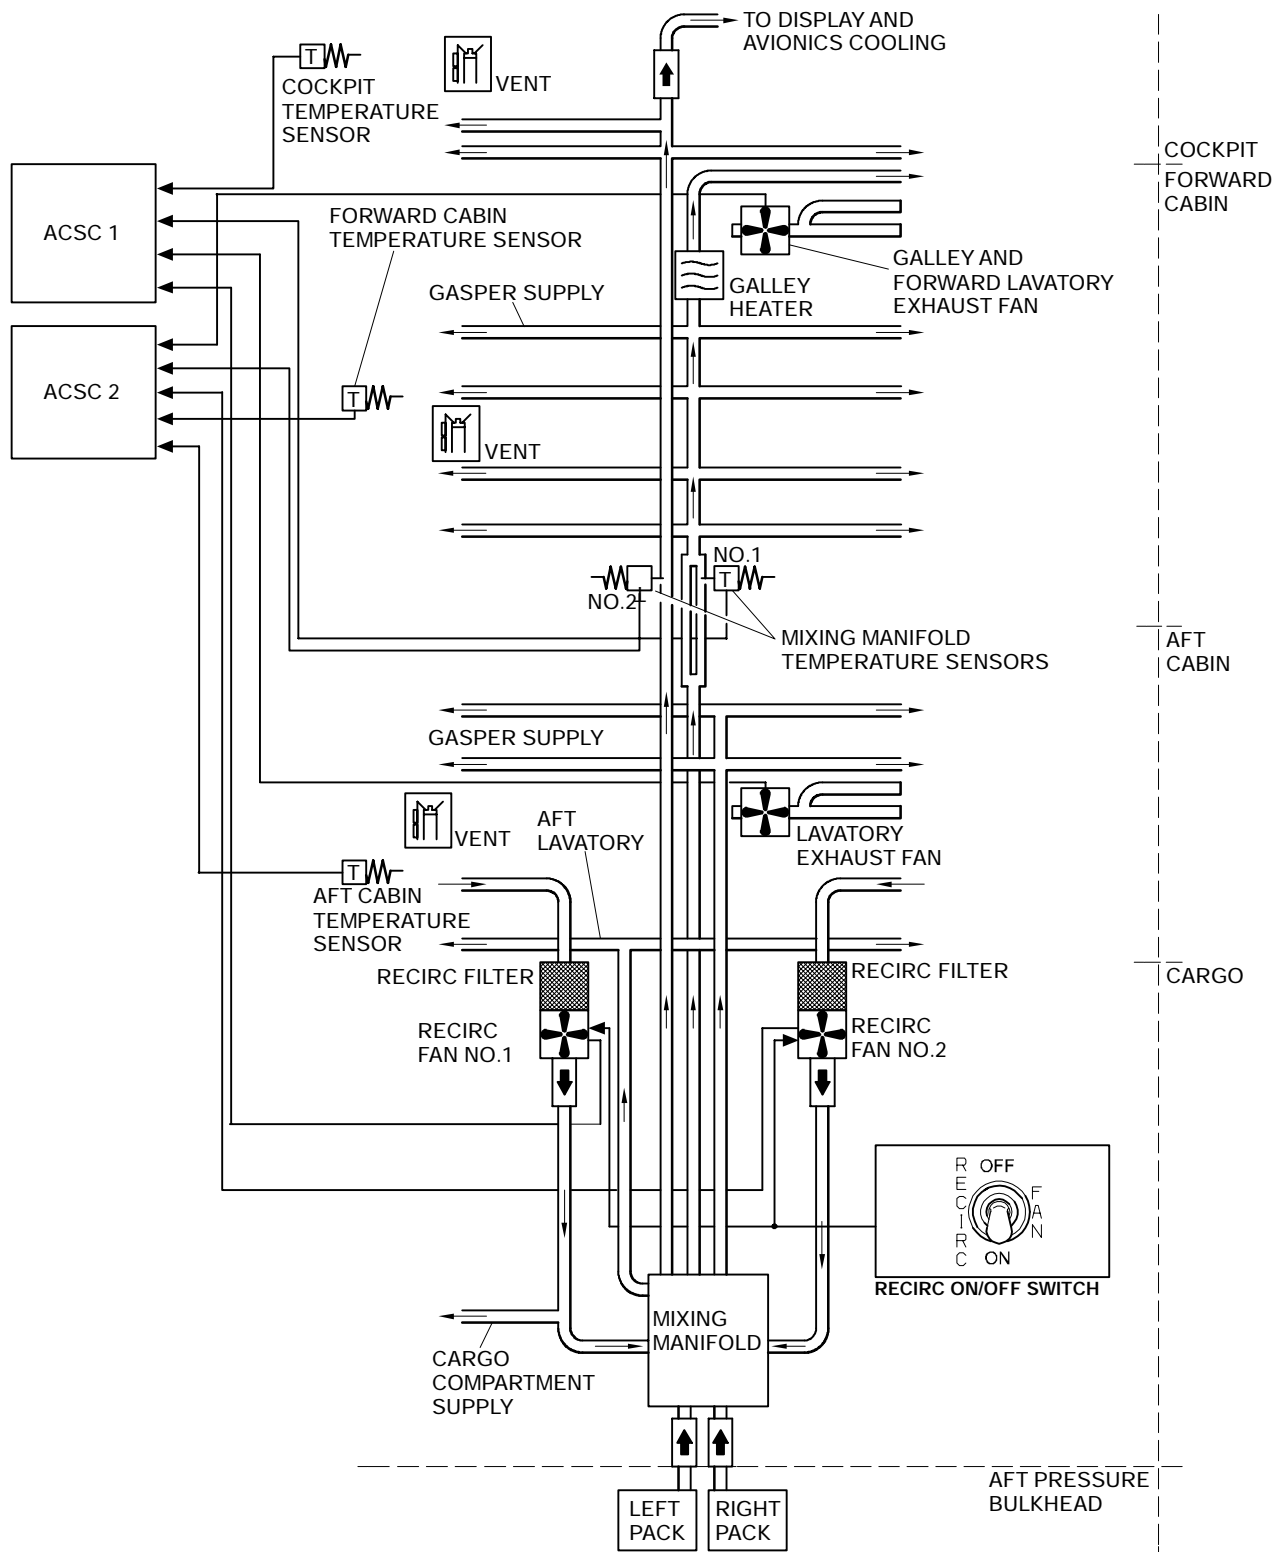 TO DISPLAY AND
AVIONICS COOLING
T
COCKPIT
TEMPERATURE
SENSOR
VENT
COCKPIT
FORWARD
CABIN
ACSC 1
FORWARD CABIN
TEMPERATURE SENSOR
GALLEY AND
FORWARD LAVATORY
EXHAUST FAN
GALLEY
HEATER
GASPER SUPPLY
ACSC 2
T
VENT
NO.1
T
NO.2
MIXING MANIFOLD
TEMPERATURE SENSORS
AFT
CABIN
GASPER SUPPLY
VENT
AFT
LAVATORY
LAVATORY
EXHAUST FAN
T
AFT CABIN
TEMPERATURE
SENSOR
RECIRC FILTER
RECIRC FILTER
CARGO
RECIRC
FAN NO.1
RECIRC
FAN NO.2
RECIRC
OFF
FAN
ON
RECIRC ON/OFF SWITCH
MIXING
MANIFOLD
CARGO
COMPARTMENT
SUPPLY
AFT PRESSURE
BULKHEAD
LEFT
PACK
RIGHT
PACK